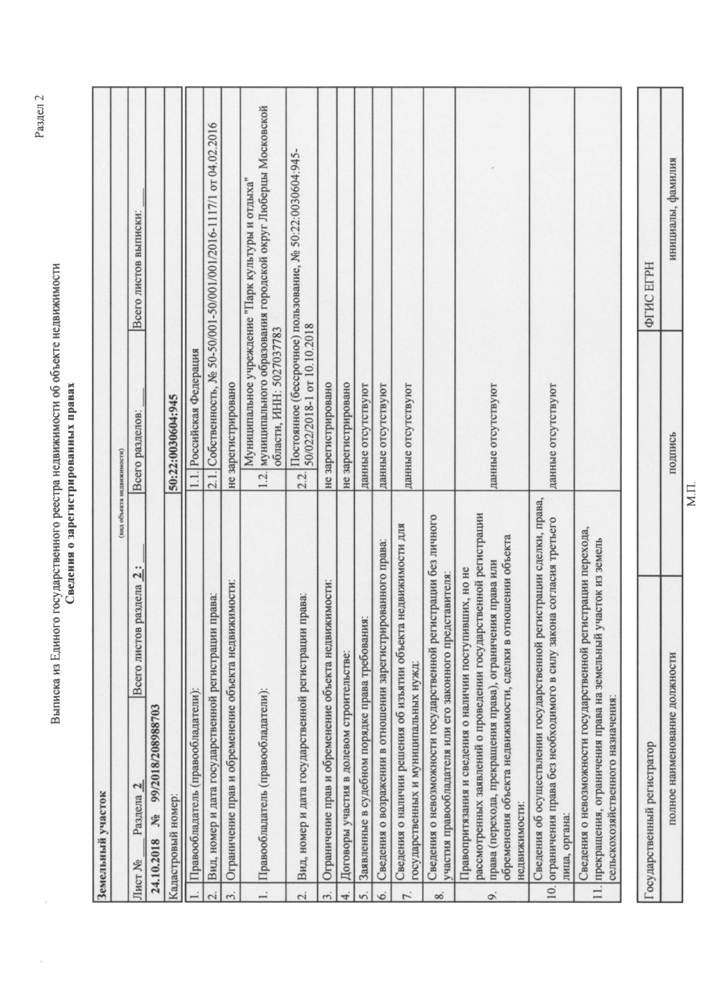 Раздел 2
Выписка из Единого государственного реестра недвижимости об объекте недвижимости
Сведения о зарегистрированных правах
Земельный участок
(вид объекта недвижимости)
Лист № ___ Раздела 2 Всего листов раздела 2 : ___ Всего разделов: ___ Всего листов выписки: ___
24.10.2018 № 99/2018/208988703
Кадастровый номер: 50:22:0030604:945
1. Правообладатель (правообладатели): 1.1. Российская Федерация
2. Вид, номер и дата государственной регистрации права: 2.1. Собственность, № 50-50/001-50/001/001/2016-1117/1 от 04.02.2016
3. Ограничение прав и обременение объекта недвижимости: не зарегистрировано
1. Правообладатель (правообладатели): 1.2. Муниципальное учреждение "Парк культуры и отдыха"
муниципального образования городской округ Люберцы Московской
области, ИНН: 5027037783
2. Вид, номер и дата государственной регистрации права: 2.2. Постоянное (бессрочное) пользование, № 50:22:0030604:945-
50/022/2018-1 от 10.10.2018
3. Ограничение прав и обременение объекта недвижимости: не зарегистрировано
4. Договоры участия в долевом строительстве: не зарегистрировано
5. Заявленные в судебном порядке права требования: данные отсутствуют
6. Сведения о возражении в отношении зарегистрированного права: данные отсутствуют
7. Сведения о наличии решения об изъятии объекта недвижимости для
государственных и муниципальных нужд: данные отсутствуют
8. Сведения о невозможности государственной регистрации без личного
участия правообладателя или его законного представителя:
9. Правопритязания и сведения о наличии поступивших, но не
рассмотренных заявлений о проведении государственной регистрации
права (перехода, прекращения права), ограничения права или
обременения объекта недвижимости, сделки в отношении объекта
недвижимости: данные отсутствуют
10. Сведения об осуществлении государственной регистрации сделки, права,
ограничения права без необходимого в силу закона согласия третьего
лица, органа: данные отсутствуют
11. Сведения о невозможности государственной регистрации перехода,
прекращения, ограничения права на земельный участок из земель
сельскохозяйственного назначения:
Государственный регистратор ФГИС ЕГРН
полное наименование должности подпись инициалы, фамилия
М.П.